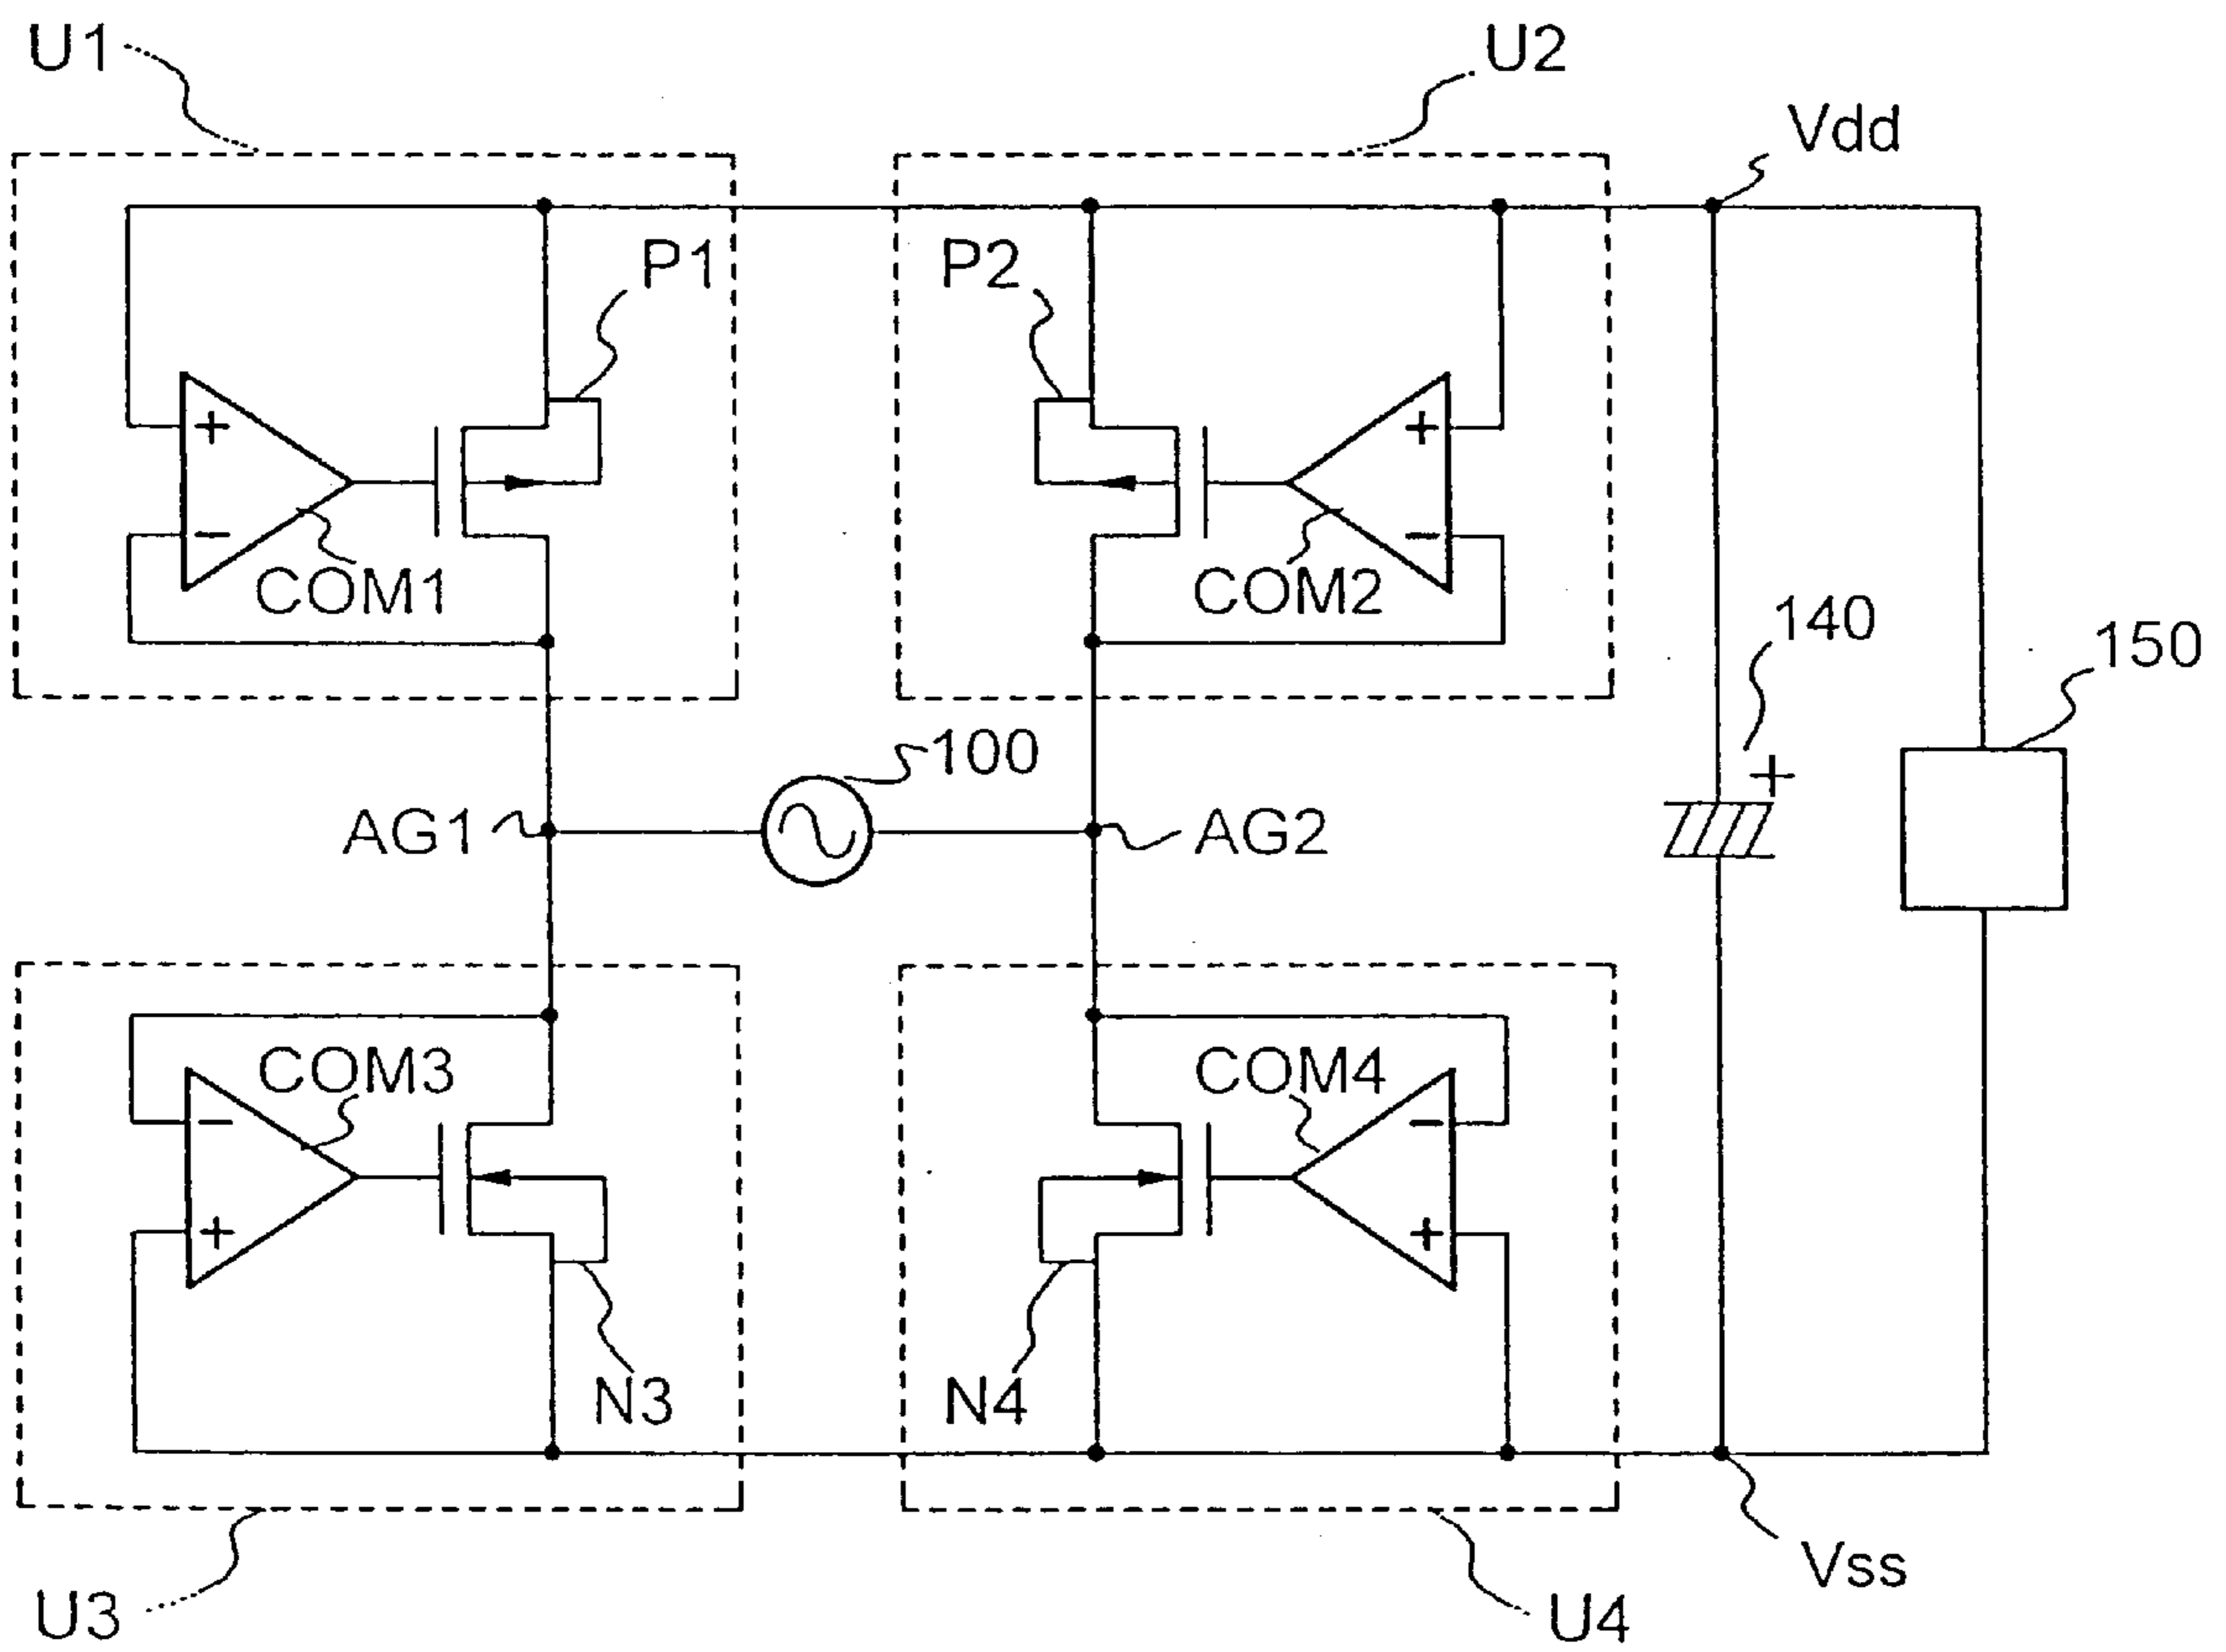 U1
U2
Vdd
P1
P2
+
+
−
−
COM1
COM2
140
150
100
+
AG1
AG2
COM3
COM4
−
−
+
+
N3
N4
Vss
U3
U4